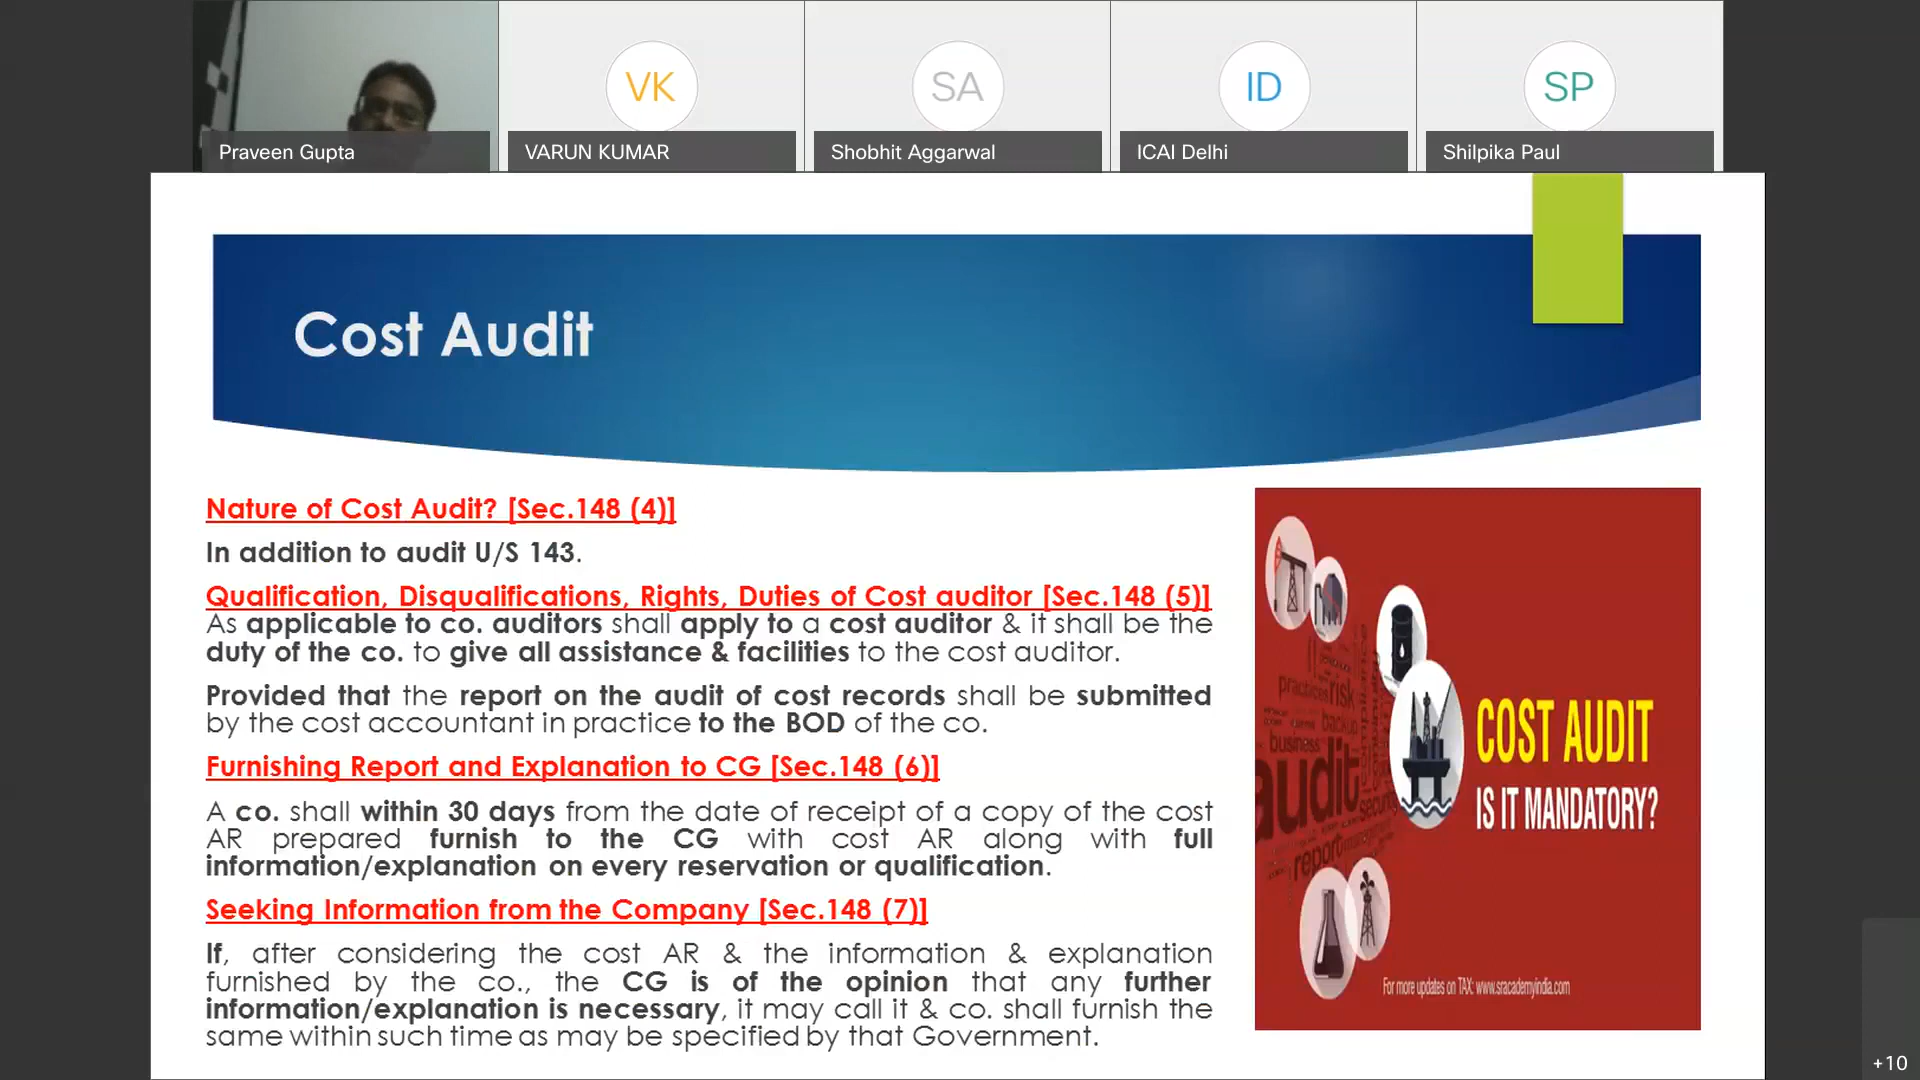 VK
SA
ID
SP
Praveen Gupta
VARUN KUMAR
Shobhit Aggarwal
ICAI Delhi
Shilpika Paul
Cost Audit
Nature of Cost Audit? [Sec.148 (4)]
In addition to audit U/S 143.
Qualification, Disqualifications, Rights, Duties of Cost auditor [Sec.148 (5)]
As applicable to co. auditors shall apply to a cost auditor & it shall be the
duty of the co. to give all assistance & facilities to the cost auditor.
Provided that the report on the audit of cost records shall be submitted
by the cost accountant in practice to the BOD of the co.
Furnishing Report and Explanation to CG [Sec.148 (6)]
A co. shall within 30 days from the date of receipt of a copy of the cost
AR prepared furnish to the CG with cost AR along with full
information/explanation on every reservation or qualification.
Seeking Information from the Company [Sec.148 (7)]
If, after considering the cost AR & the information & explanation
furnished by the co., the CG is of the opinion that any further
information/explanation is necessary, it may call it & co. shall furnish the
same within such time as may be specified by that Government.
practices risk
backup
business
audit
security
report
COST AUDIT
IS IT MANDATORY?
For more updates on TAX: www.sracademyindia.com
+10